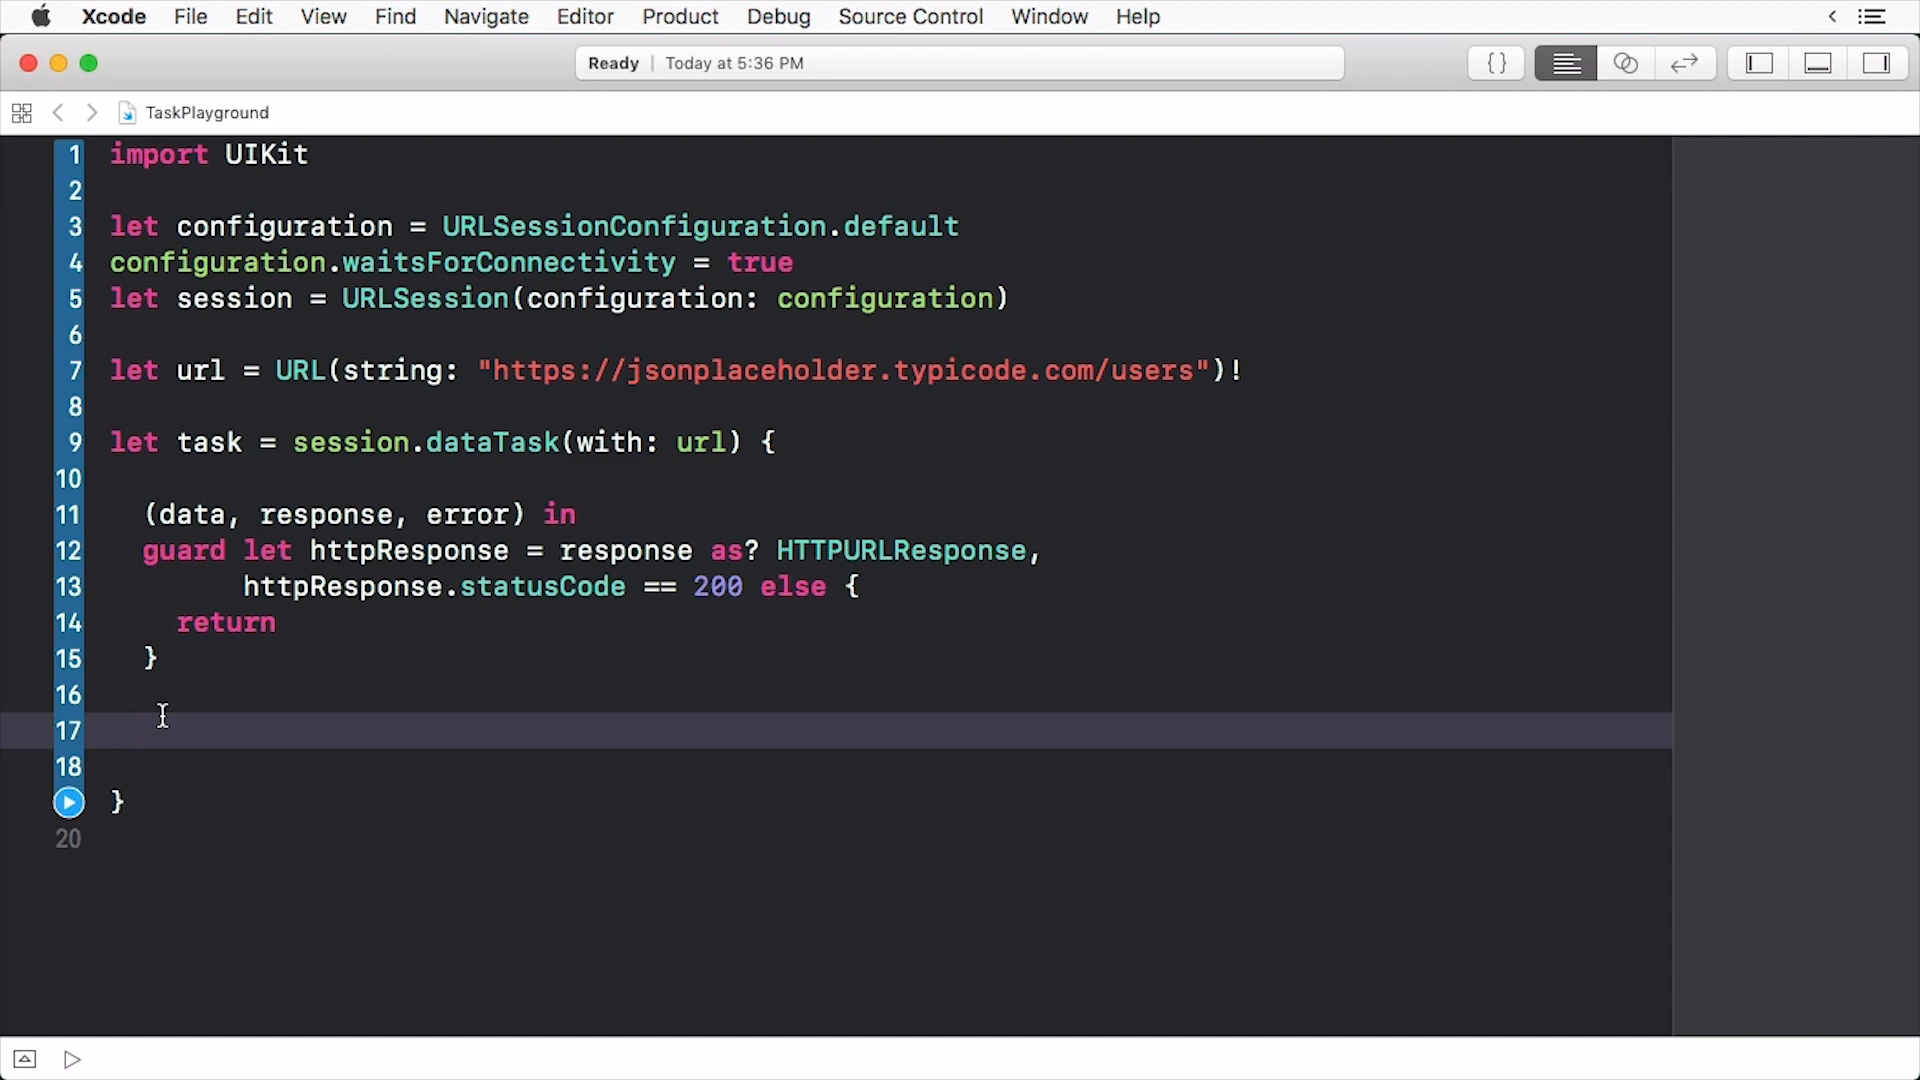 Xcode File Edit View Find Navigate Editor Product Debug Source Control Window Help
Ready | Today at 5:36 PM
{}
TaskPlayground
1 import UIKit
2
3 let configuration = URLSessionConfiguration.default
4 configuration.waitsForConnectivity = true
5 let session = URLSession(configuration: configuration)
6
7 let url = URL(string: "https://jsonplaceholder.typicode.com/users")!
8
9 let task = session.dataTask(with: url) {
10
11 (data, response, error) in
12 guard let httpResponse = response as? HTTPURLResponse,
13 httpResponse.statusCode == 200 else {
14 return
15 }
16
17
18
}
20